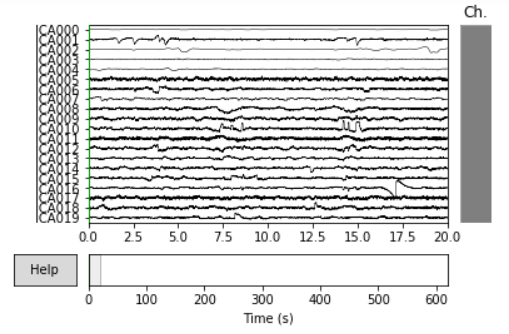 Ch.
ICA000
ICA001
ICA002
ICA003
ICA004
ICA005
ICA006
ICA007
ICA008
ICA009
ICA010
ICA011
ICA012
ICA013
ICA014
ICA015
ICA016
ICA017
ICA018
ICA019
0.0 2.5 5.0 7.5 10.0 12.5 15.0 17.5 20.0
Help
0 100 200 300 400 500 600
Time (s)